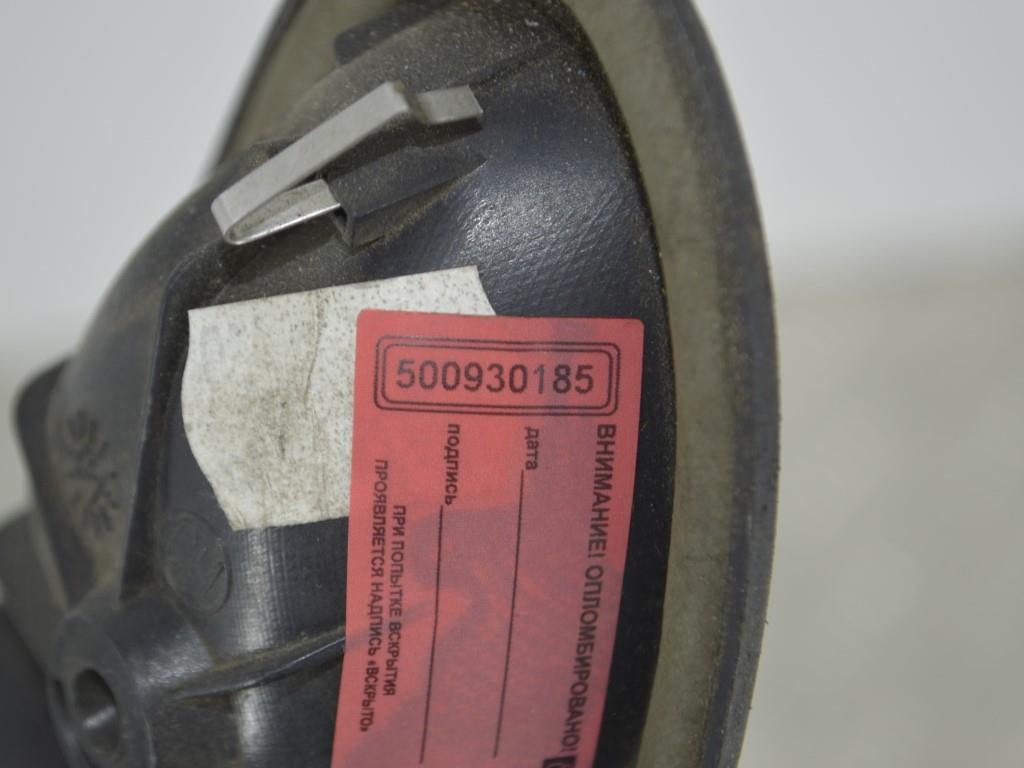 500930185
ВНИМАНИЕ! ОПЛОМБИРОВАНО!
дата
подпись
ПРИ ПОПЫТКЕ ВСКРЫТИЯ
ПРОЯВЛЯЕТСЯ НАДПИСЬ «ВСКРЫТО»